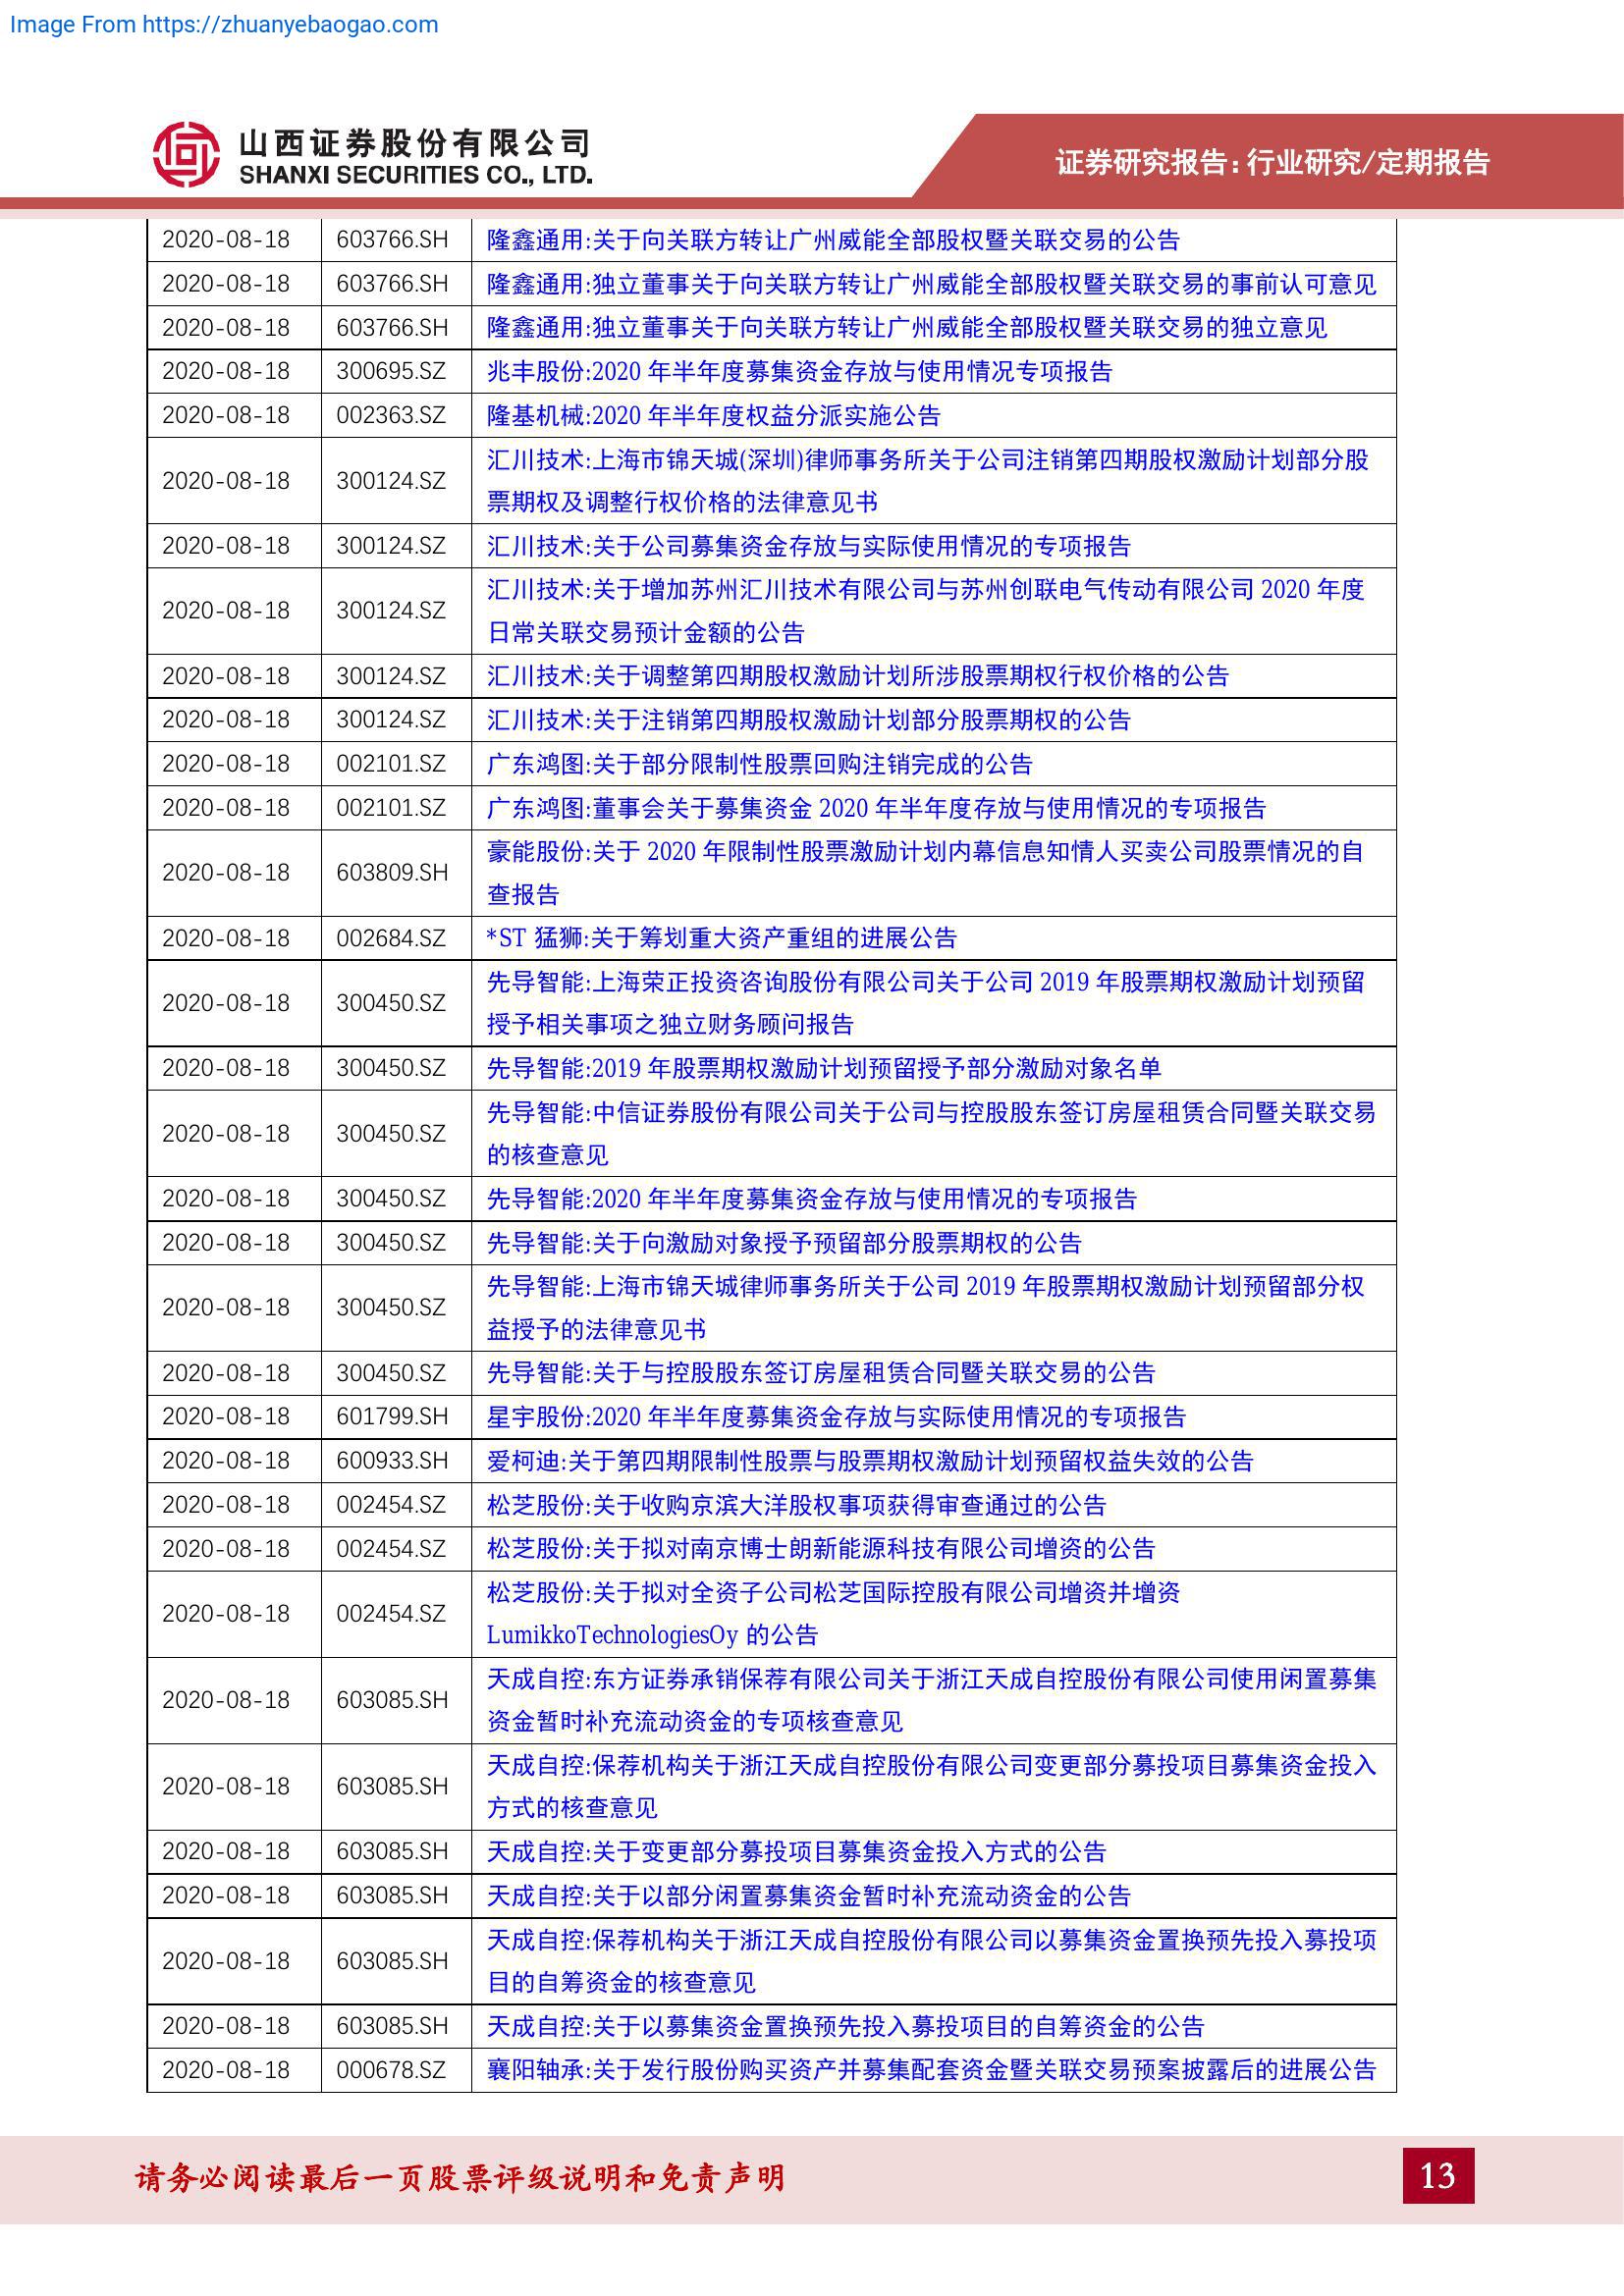 Image From https://zhuanyebaogao.com
山西证券股份有限公司
SHANXI SECURITIES CO., LTD.
证券研究报告：行业研究/定期报告
2020-08-18 603766.SH 隆鑫通用:关于向关联方转让广州威能全部股权暨关联交易的公告
2020-08-18 603766.SH 隆鑫通用:独立董事关于向关联方转让广州威能全部股权暨关联交易的事前认可意见
2020-08-18 603766.SH 隆鑫通用:独立董事关于向关联方转让广州威能全部股权暨关联交易的独立意见
2020-08-18 300695.SZ 兆丰股份:2020 年半年度募集资金存放与使用情况专项报告
2020-08-18 002363.SZ 隆基机械:2020 年半年度权益分派实施公告
2020-08-18 300124.SZ 汇川技术:上海市锦天城(深圳)律师事务所关于公司注销第四期股权激励计划部分股
票期权及调整行权价格的法律意见书
2020-08-18 300124.SZ 汇川技术:关于公司募集资金存放与实际使用情况的专项报告
2020-08-18 300124.SZ 汇川技术:关于增加苏州汇川技术有限公司与苏州创联电气传动有限公司 2020 年度
日常关联交易预计金额的公告
2020-08-18 300124.SZ 汇川技术:关于调整第四期股权激励计划所涉股票期权行权价格的公告
2020-08-18 300124.SZ 汇川技术:关于注销第四期股权激励计划部分股票期权的公告
2020-08-18 002101.SZ 广东鸿图:关于部分限制性股票回购注销完成的公告
2020-08-18 002101.SZ 广东鸿图:董事会关于募集资金 2020 年半年度存放与使用情况的专项报告
2020-08-18 603809.SH 豪能股份:关于 2020 年限制性股票激励计划内幕信息知情人买卖公司股票情况的自
查报告
2020-08-18 002684.SZ *ST 猛狮:关于筹划重大资产重组的进展公告
2020-08-18 300450.SZ 先导智能:上海荣正投资咨询股份有限公司关于公司 2019 年股票期权激励计划预留
授予相关事项之独立财务顾问报告
2020-08-18 300450.SZ 先导智能:2019 年股票期权激励计划预留授予部分激励对象名单
2020-08-18 300450.SZ 先导智能:中信证券股份有限公司关于公司与控股股东签订房屋租赁合同暨关联交易
的核查意见
2020-08-18 300450.SZ 先导智能:2020 年半年度募集资金存放与使用情况的专项报告
2020-08-18 300450.SZ 先导智能:关于向激励对象授予预留部分股票期权的公告
2020-08-18 300450.SZ 先导智能:上海市锦天城律师事务所关于公司 2019 年股票期权激励计划预留部分权
益授予的法律意见书
2020-08-18 300450.SZ 先导智能:关于与控股股东签订房屋租赁合同暨关联交易的公告
2020-08-18 601799.SH 星宇股份:2020 年半年度募集资金存放与实际使用情况的专项报告
2020-08-18 600933.SH 爱柯迪:关于第四期限制性股票与股票期权激励计划预留权益失效的公告
2020-08-18 002454.SZ 松芝股份:关于收购京滨大洋股权事项获得审查通过的公告
2020-08-18 002454.SZ 松芝股份:关于拟对南京博士朗新能源科技有限公司增资的公告
2020-08-18 002454.SZ 松芝股份:关于拟对全资子公司松芝国际控股有限公司增资并增资
LumikkoTechnologiesOy 的公告
2020-08-18 603085.SH 天成自控:东方证券承销保荐有限公司关于浙江天成自控股份有限公司使用闲置募集
资金暂时补充流动资金的专项核查意见
2020-08-18 603085.SH 天成自控:保荐机构关于浙江天成自控股份有限公司变更部分募投项目募集资金投入
方式的核查意见
2020-08-18 603085.SH 天成自控:关于变更部分募投项目募集资金投入方式的公告
2020-08-18 603085.SH 天成自控:关于以部分闲置募集资金暂时补充流动资金的公告
2020-08-18 603085.SH 天成自控:保荐机构关于浙江天成自控股份有限公司以募集资金置换预先投入募投项
目的自筹资金的核查意见
2020-08-18 603085.SH 天成自控:关于以募集资金置换预先投入募投项目的自筹资金的公告
2020-08-18 000678.SZ 襄阳轴承:关于发行股份购买资产并募集配套资金暨关联交易预案披露后的进展公告
请务必阅读最后一页股票评级说明和免责声明
13